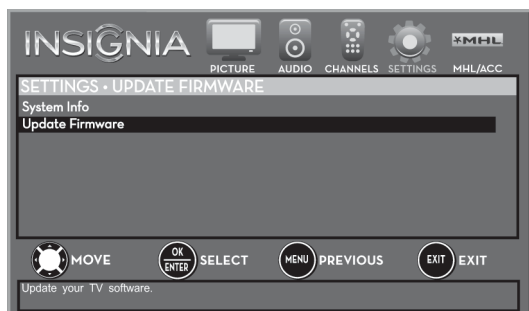 INSIGNIA
PICTURE AUDIO CHANNELS SETTINGS MHL MHL/ACC
SETTINGS • UPDATE FIRMWARE
System Info
Update Firmware
MOVE OK ENTER SELECT MENU PREVIOUS EXIT EXIT
Update your TV software.